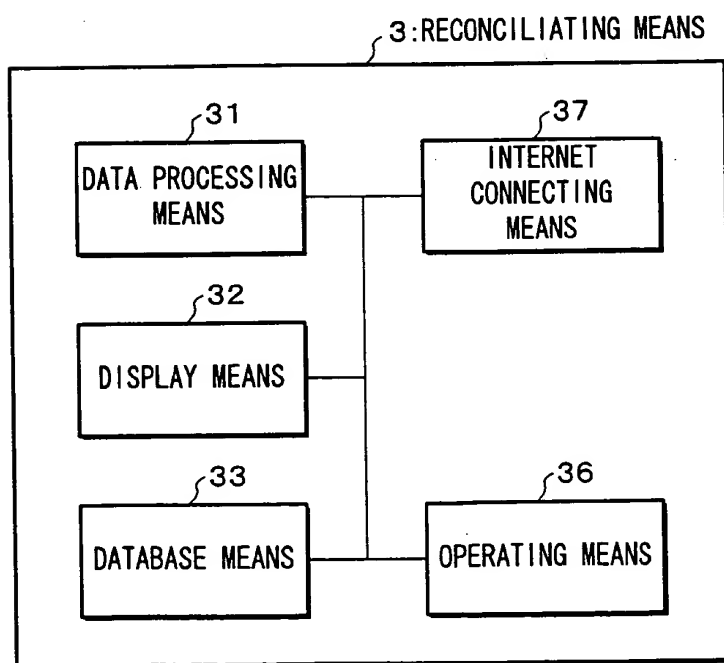 3:RECONCILIATING MEANS
31
DATA PROCESSING
MEANS
37
INTERNET
CONNECTING
MEANS
32
DISPLAY MEANS
33
DATABASE MEANS
36
OPERATING MEANS